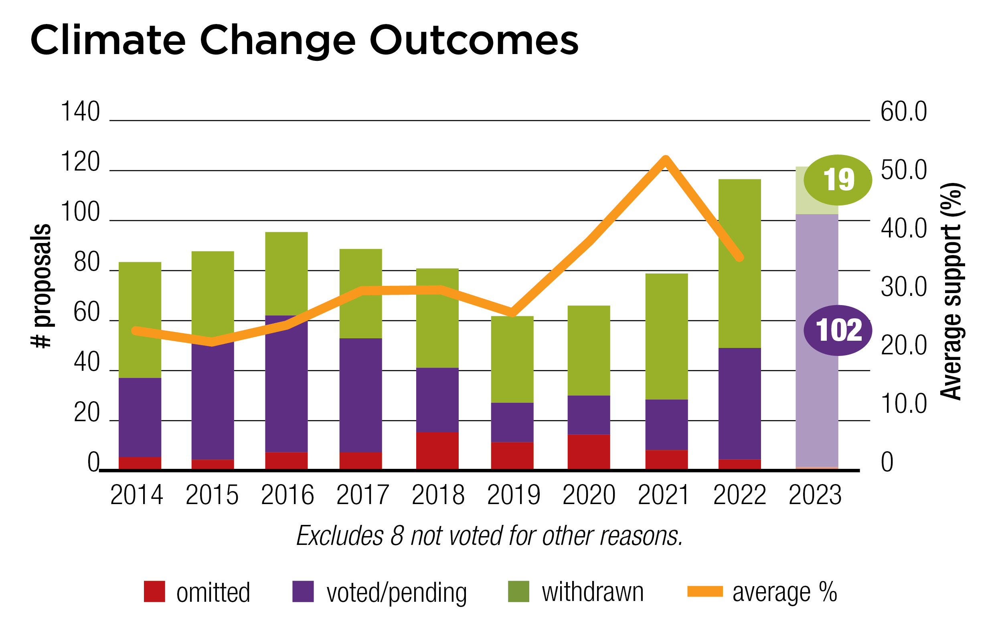 Climate Change Outcomes
# proposals
140
120
100
80
60
40
20
0
60.0
50.0
40.0
30.0
20.0
10.0
0
Average support (%)
19
102
2014 2015 2016 2017 2018 2019 2020 2021 2022 2023
Excludes 8 not voted for other reasons.
omitted voted/pending withdrawn average %